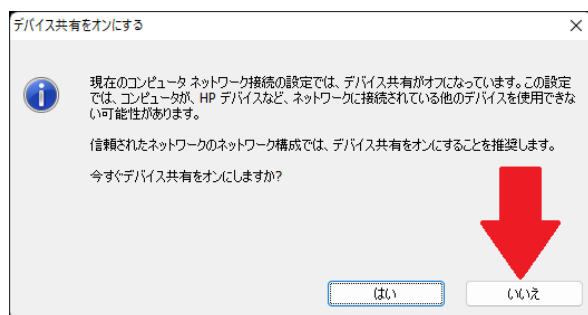 デバイス共有をオンにする
現在のコンピュータ ネットワーク接続の設定では、デバイス共有がオフになっています。この設定
では、コンピュータが、HP デバイスなど、ネットワークに接続されている他のデバイスを使用できな
い可能性があります。
信頼されたネットワークのネットワーク構成では、デバイス共有をオンにすることを推奨します。
今すぐデバイス共有をオンにしますか?
はい
いいえ